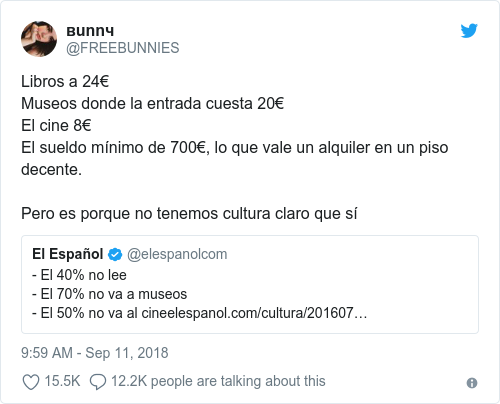 вunnч
@FREEBUNNIES
Libros a 24€
Museos donde la entrada cuesta 20€
El cine 8€
El sueldo mínimo de 700€, lo que vale un alquiler en un piso
decente.
Pero es porque no tenemos cultura claro que sí
El Español @elespanolcom
- El 40% no lee
- El 70% no va a museos
- El 50% no va al cineelespanol.com/cultura/201607…
9:59 AM - Sep 11, 2018
15.5K 12.2K people are talking about this